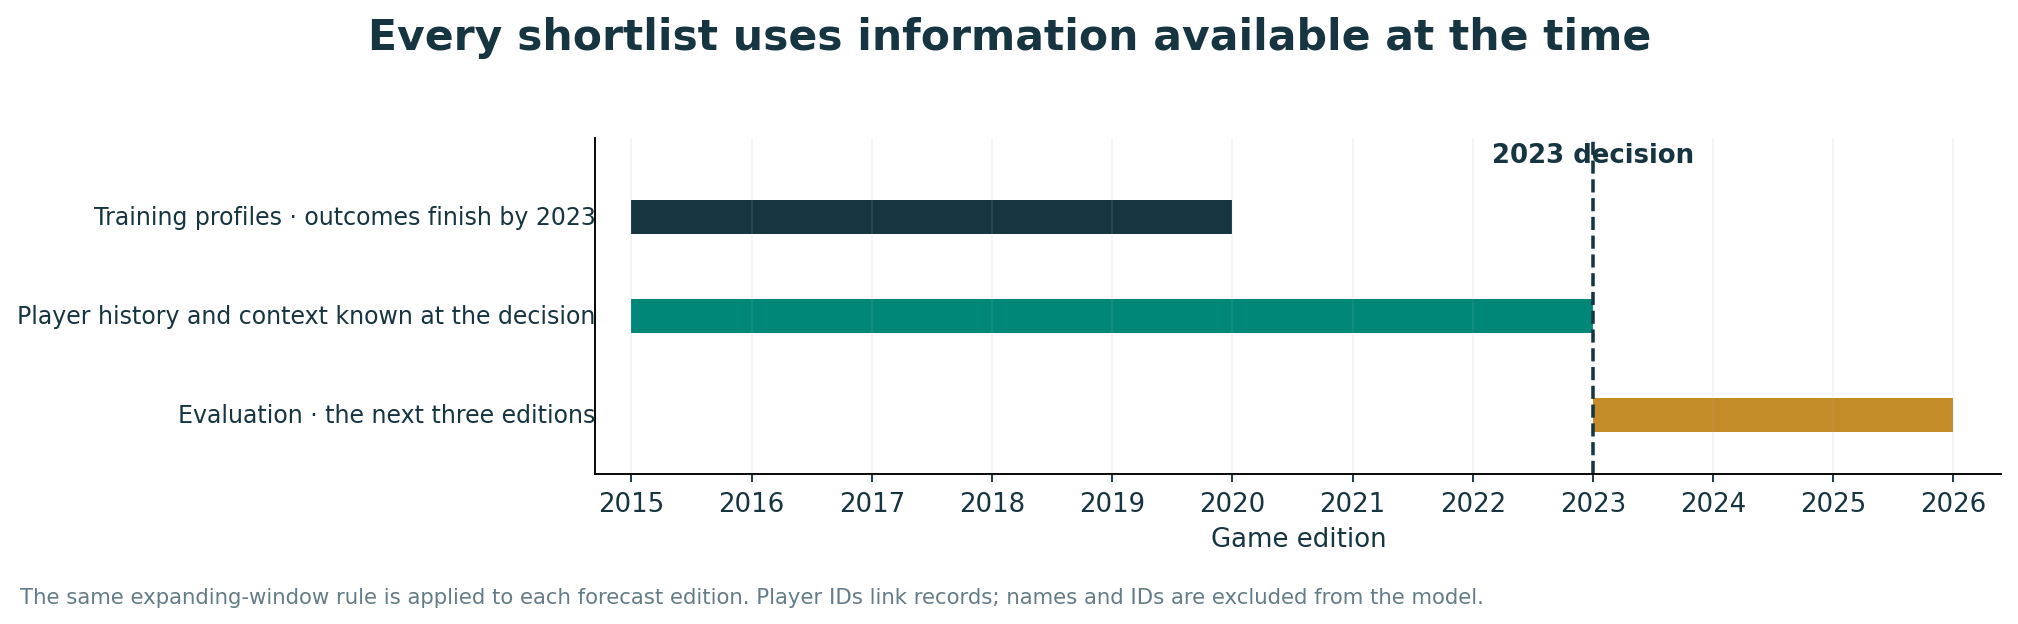 Every shortlist uses information available at the time
2023 decision
Training profiles · outcomes finish by 2023
Player history and context known at the decision
Evaluation · the next three editions
2015 2016 2017 2018 2019 2020 2021 2022 2023 2024 2025 2026
Game edition
The same expanding-window rule is applied to each forecast edition. Player IDs link records; names and IDs are excluded from the model.